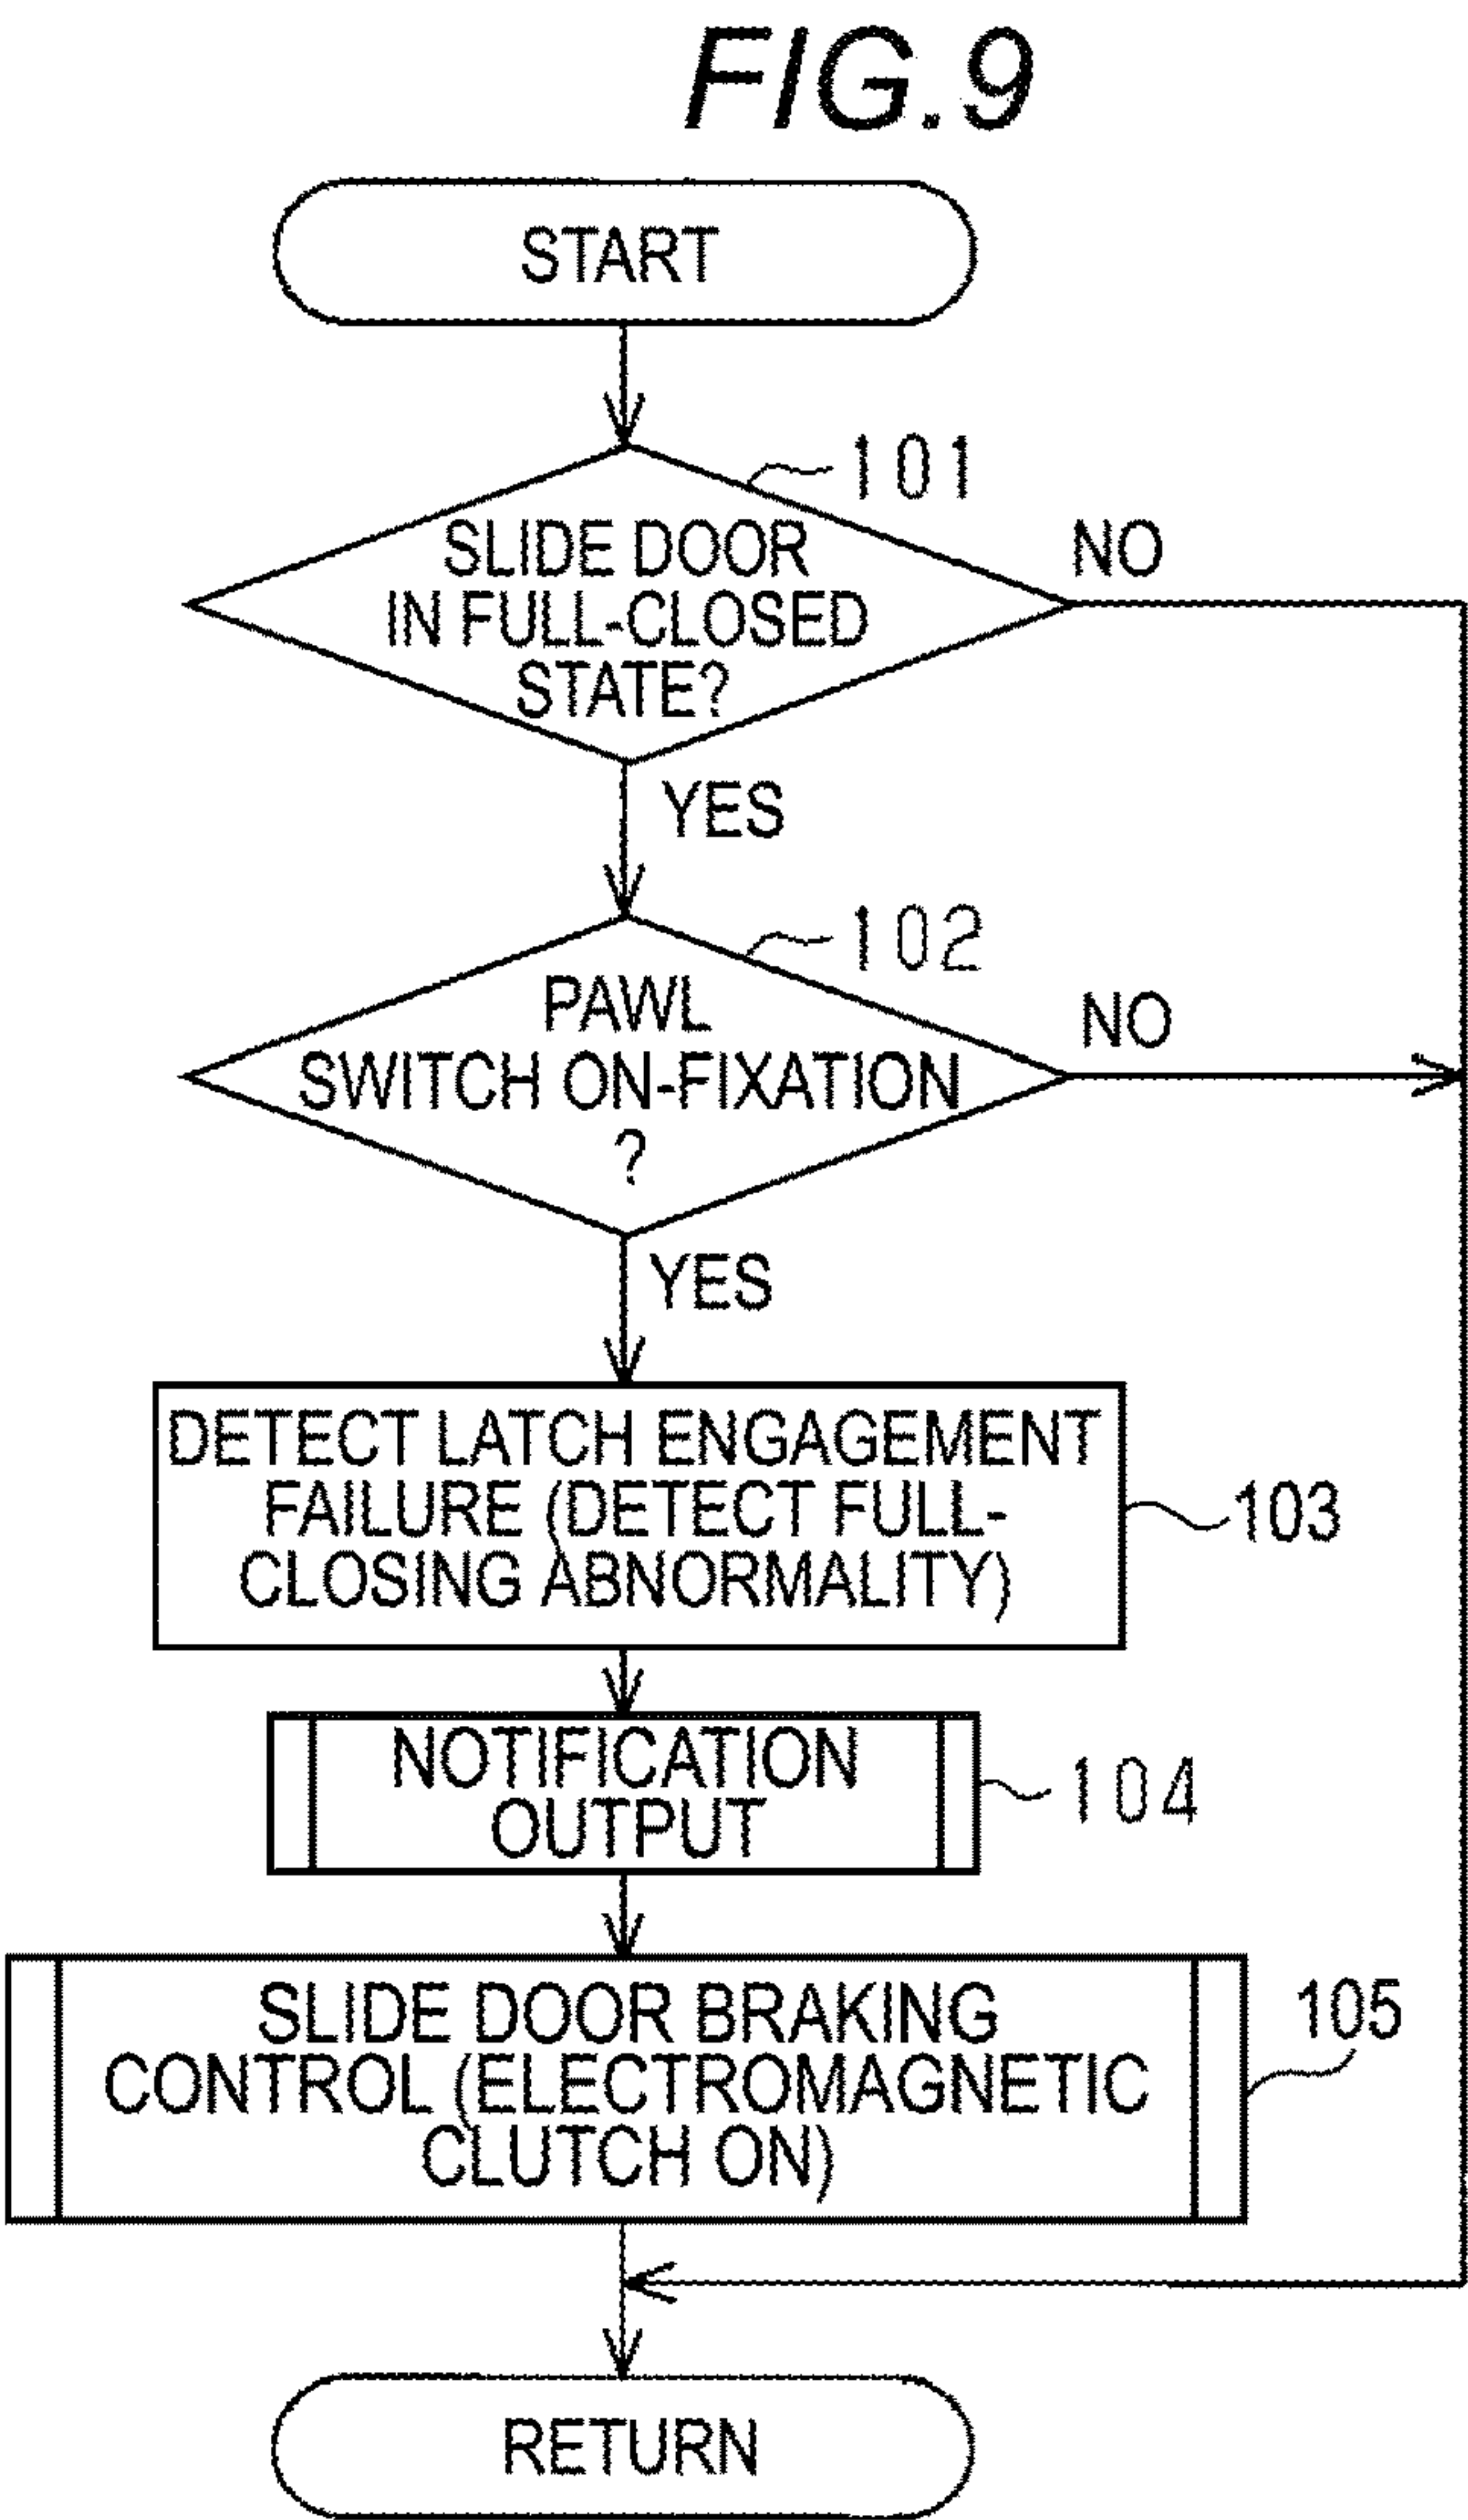 FIG.9
START
101
SLIDE DOOR
IN FULL-CLOSED
STATE?
NO
YES
102
PAWL
SWITCH ON-FIXATION
?
NO
YES
DETECT LATCH ENGAGEMENT
FAILURE (DETECT FULL-
CLOSING ABNORMALITY)
103
NOTIFICATION
OUTPUT
104
SLIDE DOOR BRAKING
CONTROL (ELECTROMAGNETIC
CLUTCH ON)
105
RETURN